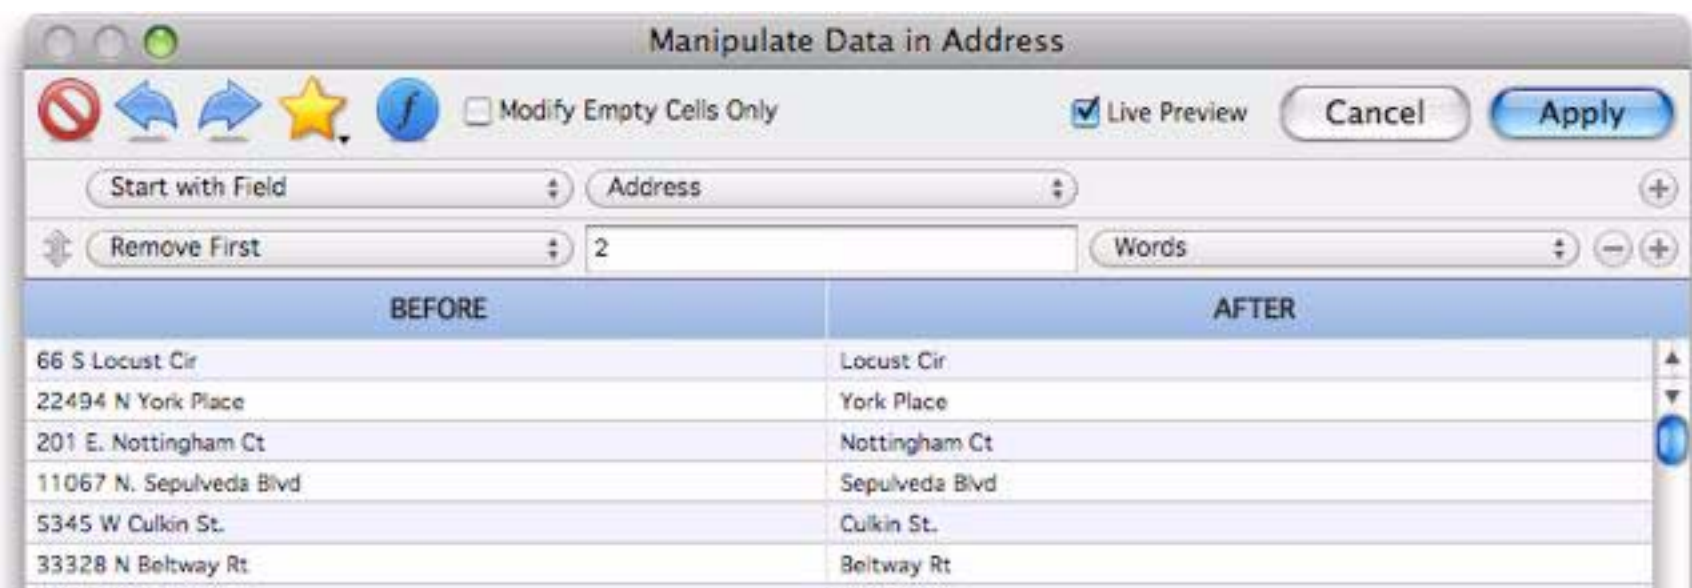 Manipulate Data in Address
f Modify Empty Cells Only Live Preview Cancel Apply
Start with Field Address
Remove First 2 Words
BEFORE AFTER
66 S Locust Cir Locust Cir
22494 N York Place York Place
201 E. Nottingham Ct Nottingham Ct
11067 N. Sepulveda Blvd Sepulveda Blvd
5345 W Culkin St. Culkin St.
33328 N Beltway Rt Beltway Rt